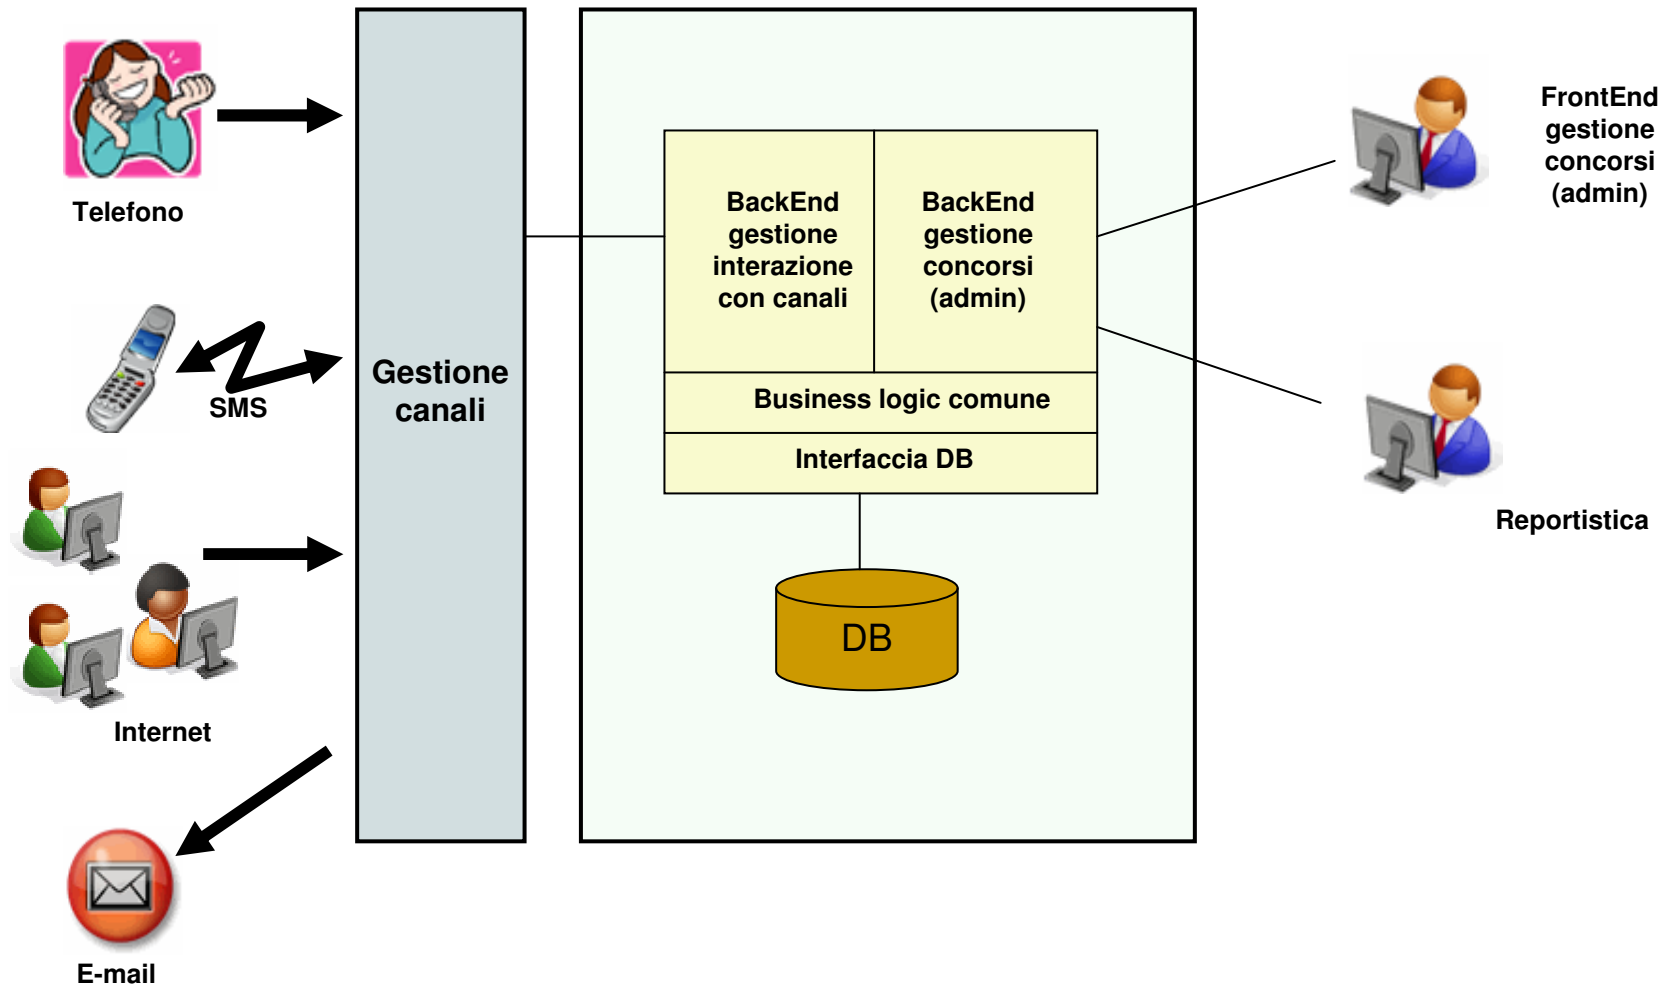 Telefono
SMS
Internet
E-mail
Gestione
canali
BackEnd
gestione
interazione
con canali
BackEnd
gestione
concorsi
(admin)
Business logic comune
Interfaccia DB
DB
FrontEnd
gestione
concorsi
(admin)
Reportistica